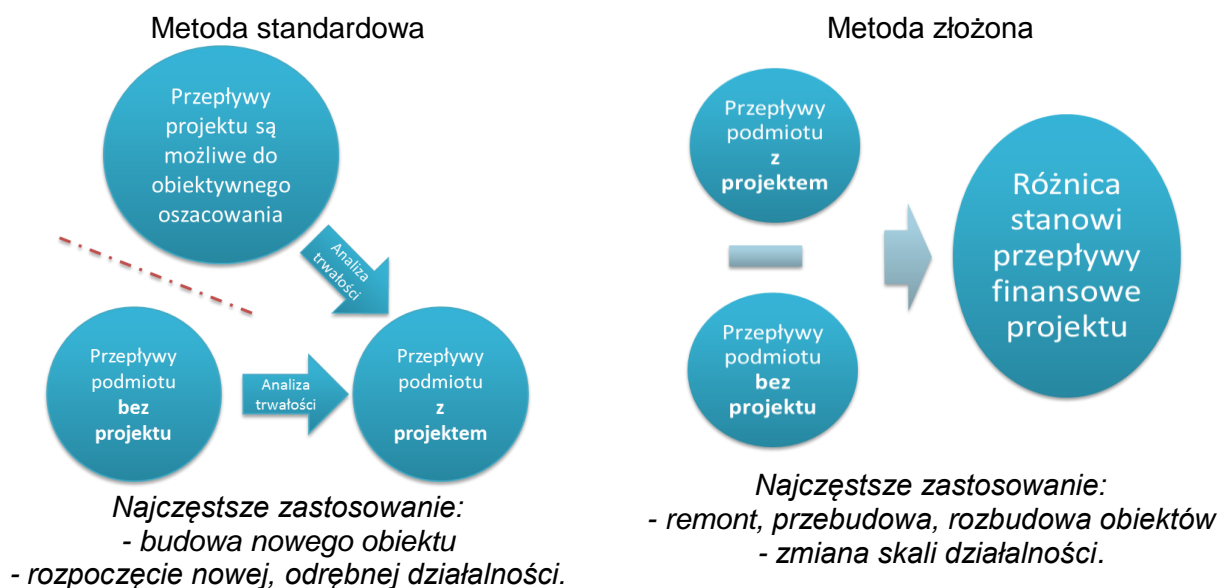 Metoda standardowa
Przepływy
projektu są
możliwe do
obiektywnego
oszacowania
Analiza
trwałości
Przepływy
podmiotu
bez
projektu
Analiza
trwałości
Przepływy
podmiotu
z
projektem
Najczęstsze zastosowanie:
- budowa nowego obiektu
- rozpoczęcie nowej, odrębnej działalności.
Metoda złożona
Przepływy
podmiotu
z
projektem
Przepływy
podmiotu
bez
projektu
Różnica
stanowi
przepływy
finansowe
projektu
Najczęstsze zastosowanie:
- remont, przebudowa, rozbudowa obiektów
- zmiana skali działalności.